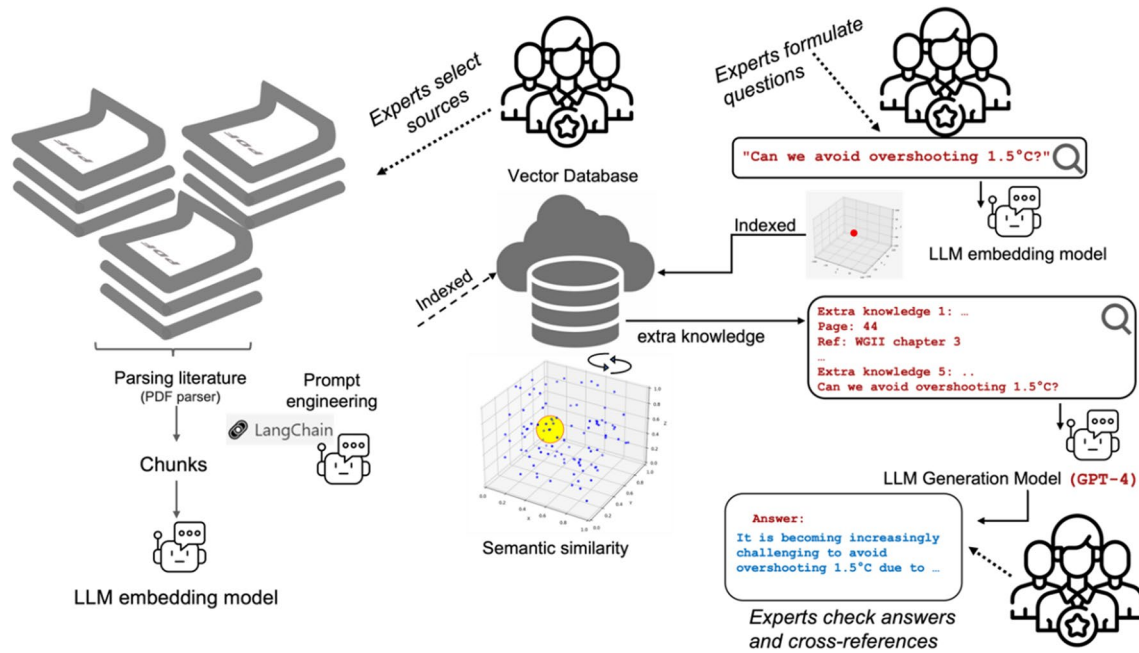 Experts select
sources
PDF
PDF
PDF
Parsing literature
(PDF parser)
Chunks
LLM embedding model
Prompt
engineering
LangChain
Vector Database
Indexed
Indexed
extra knowledge
Semantic similarity
Experts formulate
questions
"Can we avoid overshooting 1.5°C?"
LLM embedding model
Extra knowledge 1: …
Page: 44
Ref: WGII chapter 3
…
Extra knowledge 5: ..
Can we avoid overshooting 1.5°C?
LLM Generation Model (GPT-4)
Answer:
It is becoming increasingly
challenging to avoid
overshooting 1.5°C due to …
Experts check answers
and cross-references